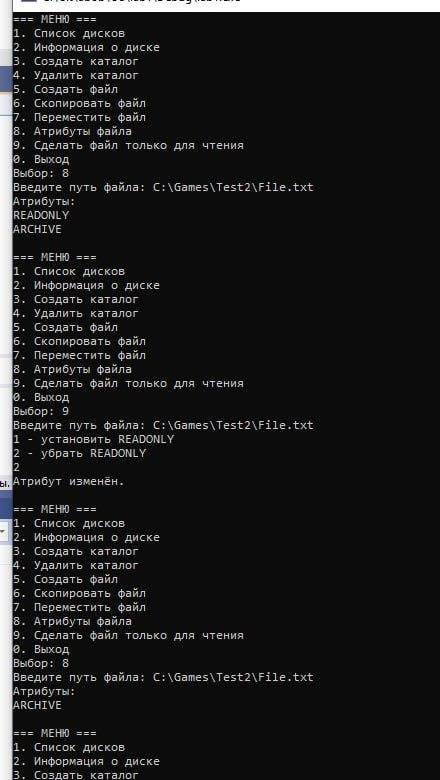 === МЕНЮ ===
1. Список дисков
2. Информация о диске
3. Создать каталог
4. Удалить каталог
5. Создать файл
6. Скопировать файл
7. Переместить файл
8. Атрибуты файла
9. Сделать файл только для чтения
0. Выход
Выбор: 8
Введите путь файла: C:\Games\Test2\File.txt
Атрибуты:
READONLY
ARCHIVE
=== МЕНЮ ===
1. Список дисков
2. Информация о диске
3. Создать каталог
4. Удалить каталог
5. Создать файл
6. Скопировать файл
7. Переместить файл
8. Атрибуты файла
9. Сделать файл только для чтения
0. Выход
Выбор: 9
Введите путь файла: C:\Games\Test2\File.txt
1 - установить READONLY
2 - убрать READONLY
2
Атрибут изменён.
=== МЕНЮ ===
1. Список дисков
2. Информация о диске
3. Создать каталог
4. Удалить каталог
5. Создать файл
6. Скопировать файл
7. Переместить файл
8. Атрибуты файла
9. Сделать файл только для чтения
0. Выход
Выбор: 8
Введите путь файла: C:\Games\Test2\File.txt
Атрибуты:
ARCHIVE
=== МЕНЮ ===
1. Список дисков
2. Информация о диске
3. Создать каталог